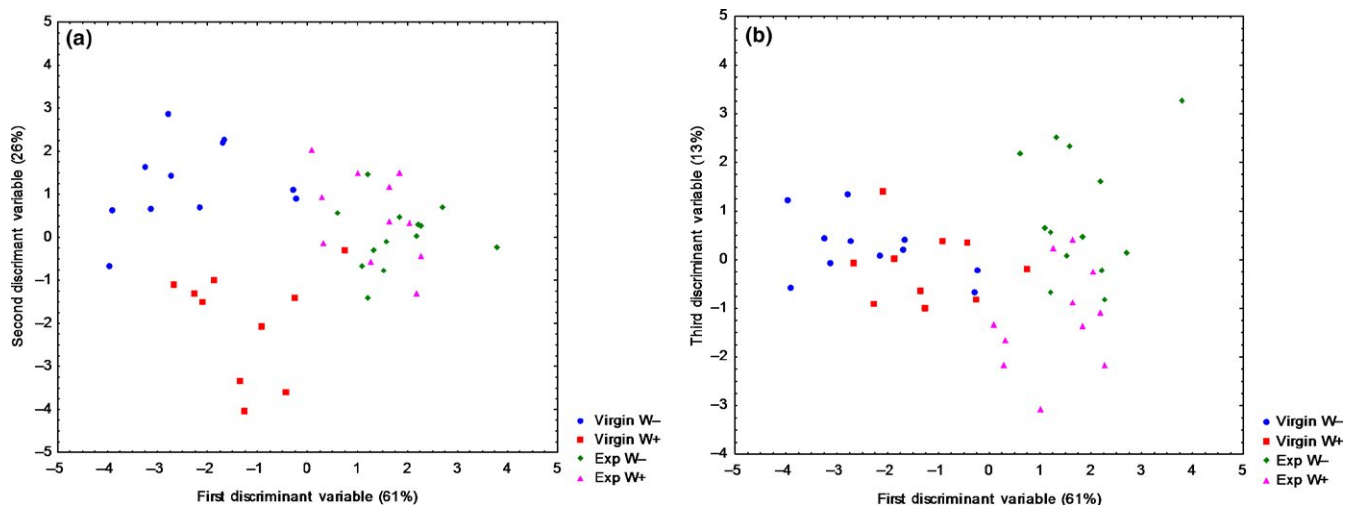 (a)
5
4
3
2
1
0
–1
–2
–3
–4
–5
Second discriminant variable (26%)
–5 –4 –3 –2 –1 0 1 2 3 4 5
First discriminant variable (61%)
Virgin W–
Virgin W+
Exp W–
Exp W+
(b)
5
4
3
2
1
0
–1
–2
–3
–4
Third discriminant variable (13%)
–5 –4 –3 –2 –1 0 1 2 3 4 5
First discriminant variable (61%)
Virgin W–
Virgin W+
Exp W–
Exp W+